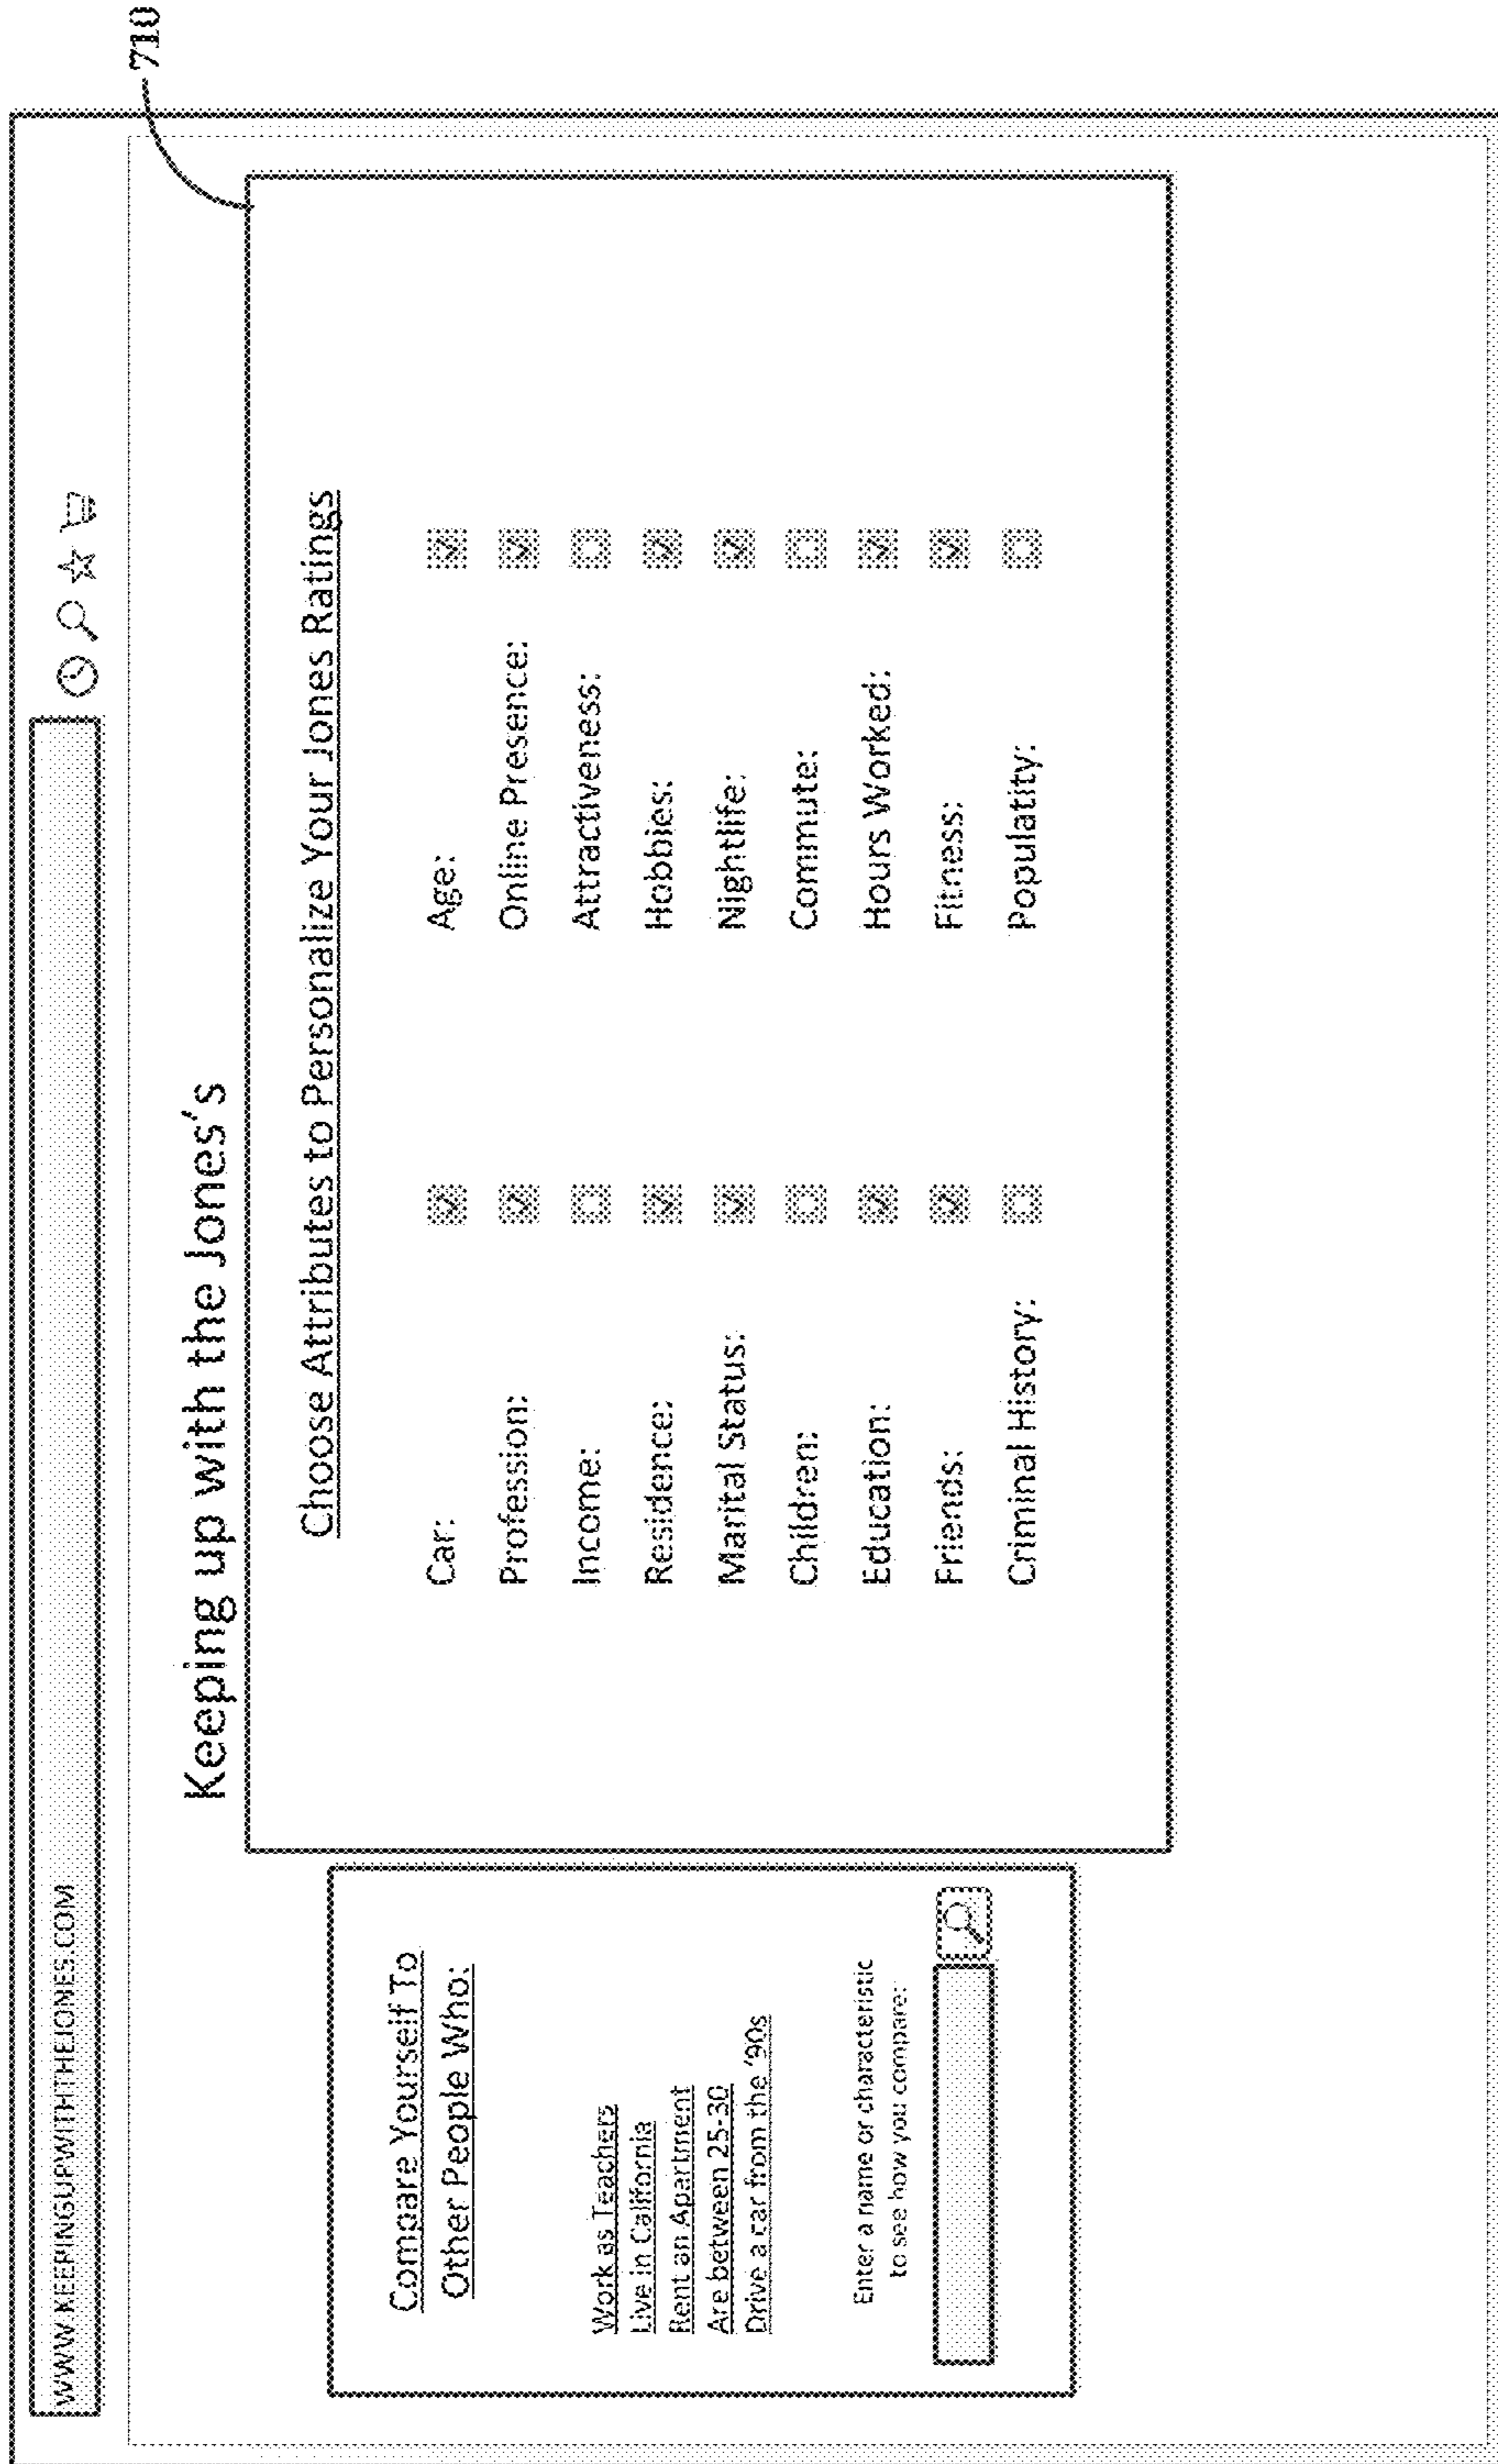 WWW.KEEPINGUPWITHTHEJONES.COM
710
Keeping up with the Jones's
Compare Yourself To
Other People Who:
Work as Teachers
Live in California
Rent an Apartment
Are between 25-30
Drive a car from the '90s
Enter a name or characteristic
to see how you compare:
Choose Attributes to Personalize Your Jones Ratings
Car: Age:
Profession: Online Presence:
Income: Attractiveness:
Residence: Hobbies:
Marital Status: Nightlife:
Children: Commute:
Education: Hours Worked:
Friends: Fitness:
Criminal History: Populatity: